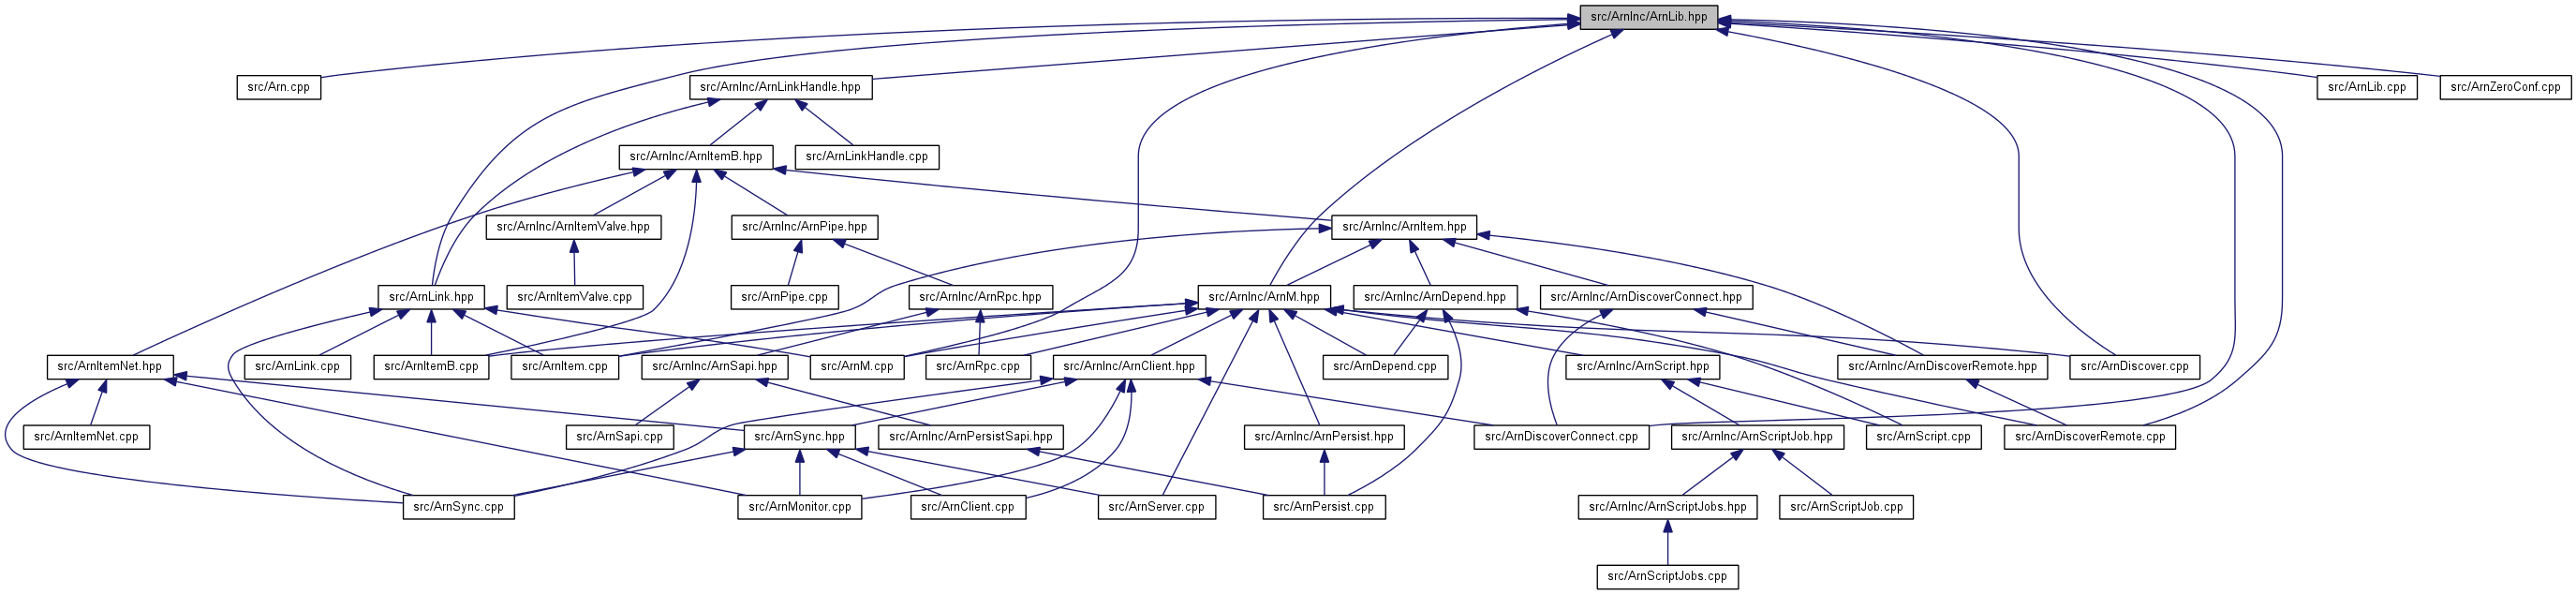 src/ArnInc/ArnLib.hpp
src/Arn.cpp
src/ArnInc/ArnLinkHandle.hpp
src/ArnLib.cpp
src/ArnZeroConf.cpp
src/ArnInc/ArnItemB.hpp
src/ArnLinkHandle.cpp
src/ArnInc/ArnItemValve.hpp
src/ArnInc/ArnPipe.hpp
src/ArnInc/ArnItem.hpp
src/ArnLink.hpp
src/ArnItemValve.cpp
src/ArnPipe.cpp
src/ArnInc/ArnRpc.hpp
src/ArnInc/ArnM.hpp
src/ArnInc/ArnDepend.hpp
src/ArnInc/ArnDiscoverConnect.hpp
src/ArnItemNet.hpp
src/ArnLink.cpp
src/ArnItemB.cpp
src/ArnItem.cpp
src/ArnInc/ArnSapi.hpp
src/ArnM.cpp
src/ArnRpc.cpp
src/ArnInc/ArnClient.hpp
src/ArnDepend.cpp
src/ArnInc/ArnScript.hpp
src/ArnInc/ArnDiscoverRemote.hpp
src/ArnDiscover.cpp
src/ArnItemNet.cpp
src/ArnSapi.cpp
src/ArnSync.hpp
src/ArnInc/ArnPersistSapi.hpp
src/ArnInc/ArnPersist.hpp
src/ArnDiscoverConnect.cpp
src/ArnInc/ArnScriptJob.hpp
src/ArnScript.cpp
src/ArnDiscoverRemote.cpp
src/ArnSync.cpp
src/ArnMonitor.cpp
src/ArnClient.cpp
src/ArnServer.cpp
src/ArnPersist.cpp
src/ArnInc/ArnScriptJobs.hpp
src/ArnScriptJob.cpp
src/ArnScriptJobs.cpp